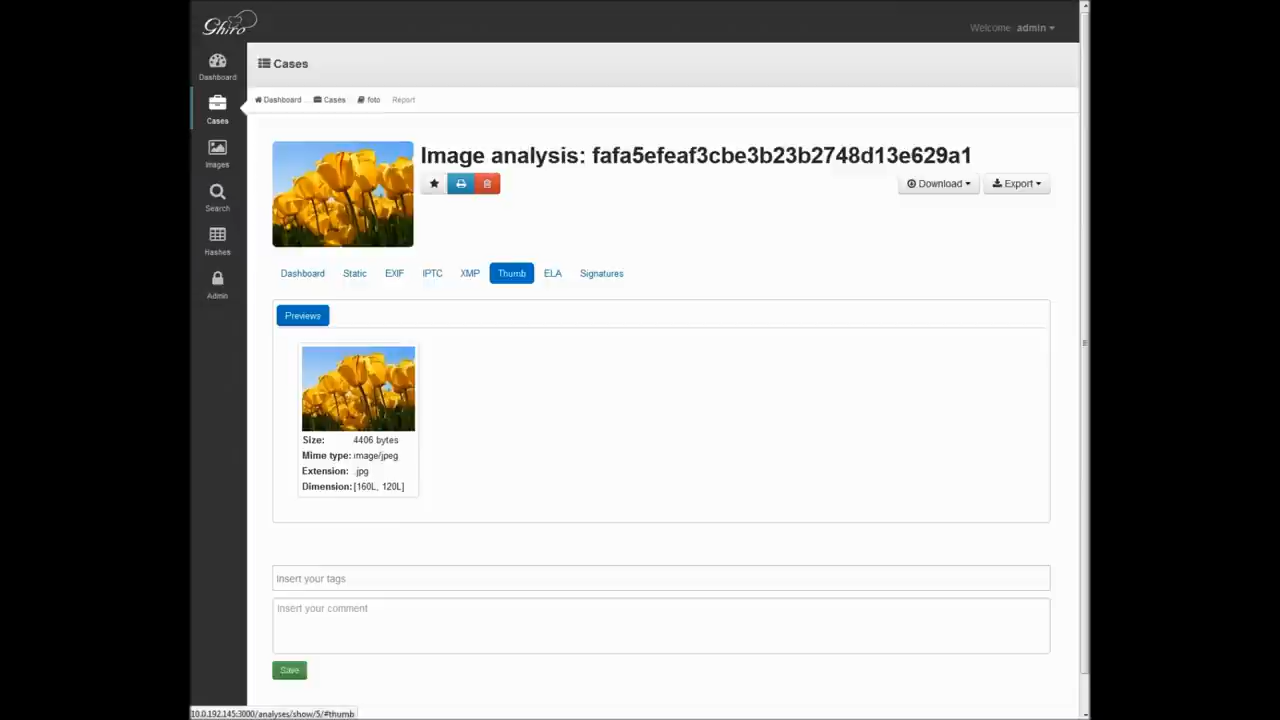 Ghiro
Welcome, admin
Dashboard
Cases
Images
Search
Hashes
Admin
Cases
Dashboard Cases foto Report
Image analysis: fafa5efeaf3cbe3b23b2748d13e629a1
Download Export
Dashboard Static EXIF IPTC XMP Thumb ELA Signatures
Previews
Size: 4406 bytes
Mime type: image/jpeg
Extension: .jpg
Dimension: [160L, 120L]
Insert your tags
Insert your comment
Save
10.0.192.145:3000/analyses/show/5/#thumb